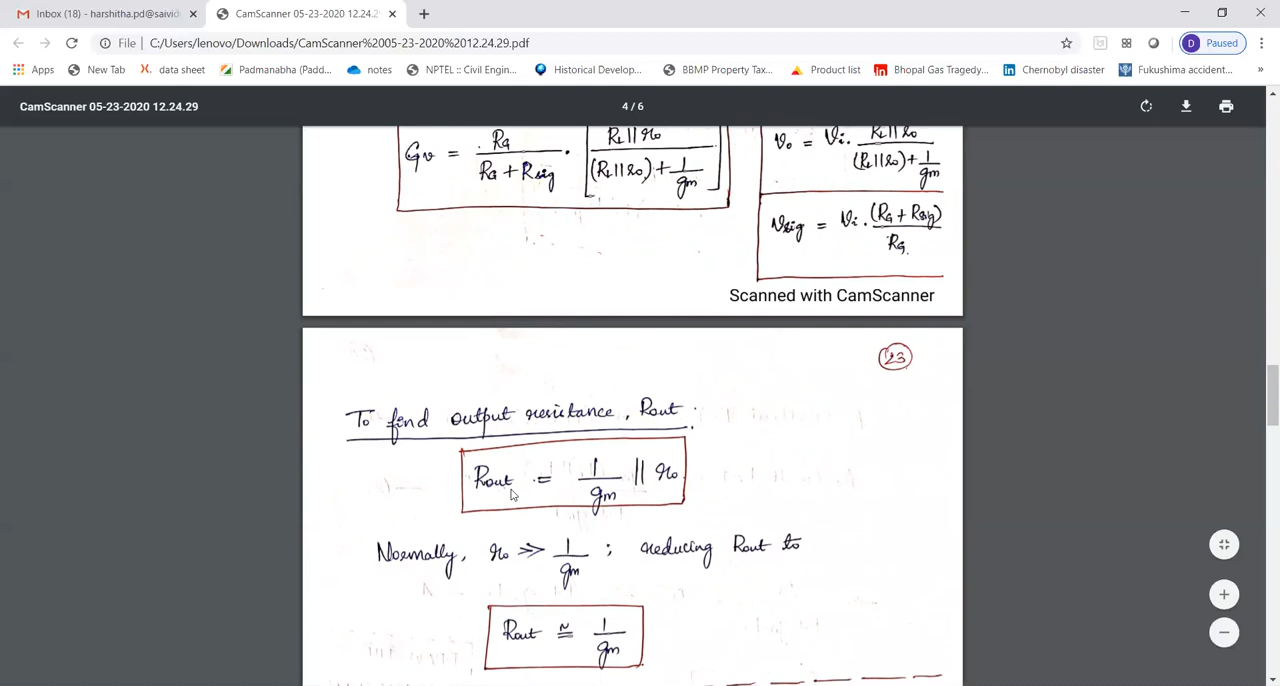 Inbox (18) - harshitha.pd@saivid
CamScanner 05-23-2020 12.24.29.
File C:/Users/lenovo/Downloads/CamScanner%2005-23-2020%2012.24.29.pdf
D Paused
Apps New Tab X. data sheet Padmanabha (Padd... notes NPTEL :: Civil Engin... Historical Develop... BBMP Property Tax... Product list Bhopal Gas Tragedy... Chernobyl disaster Fukushima accident... »
CamScanner 05-23-2020 12.24.29 4 / 6
Gv = RG / (RG + Rsig) · [ (RL || ro) / ((RL || ro) + 1/gm) ]
vo = vi · (RL || ro) / ((RL || ro) + 1/gm)
vsig = vi · (RG + Rsig) / RG
Scanned with CamScanner
23
To find output resistance, Rout :
Rout = 1/gm || ro
Normally, ro >> 1/gm ; reducing Rout to
Rout ≅ 1/gm